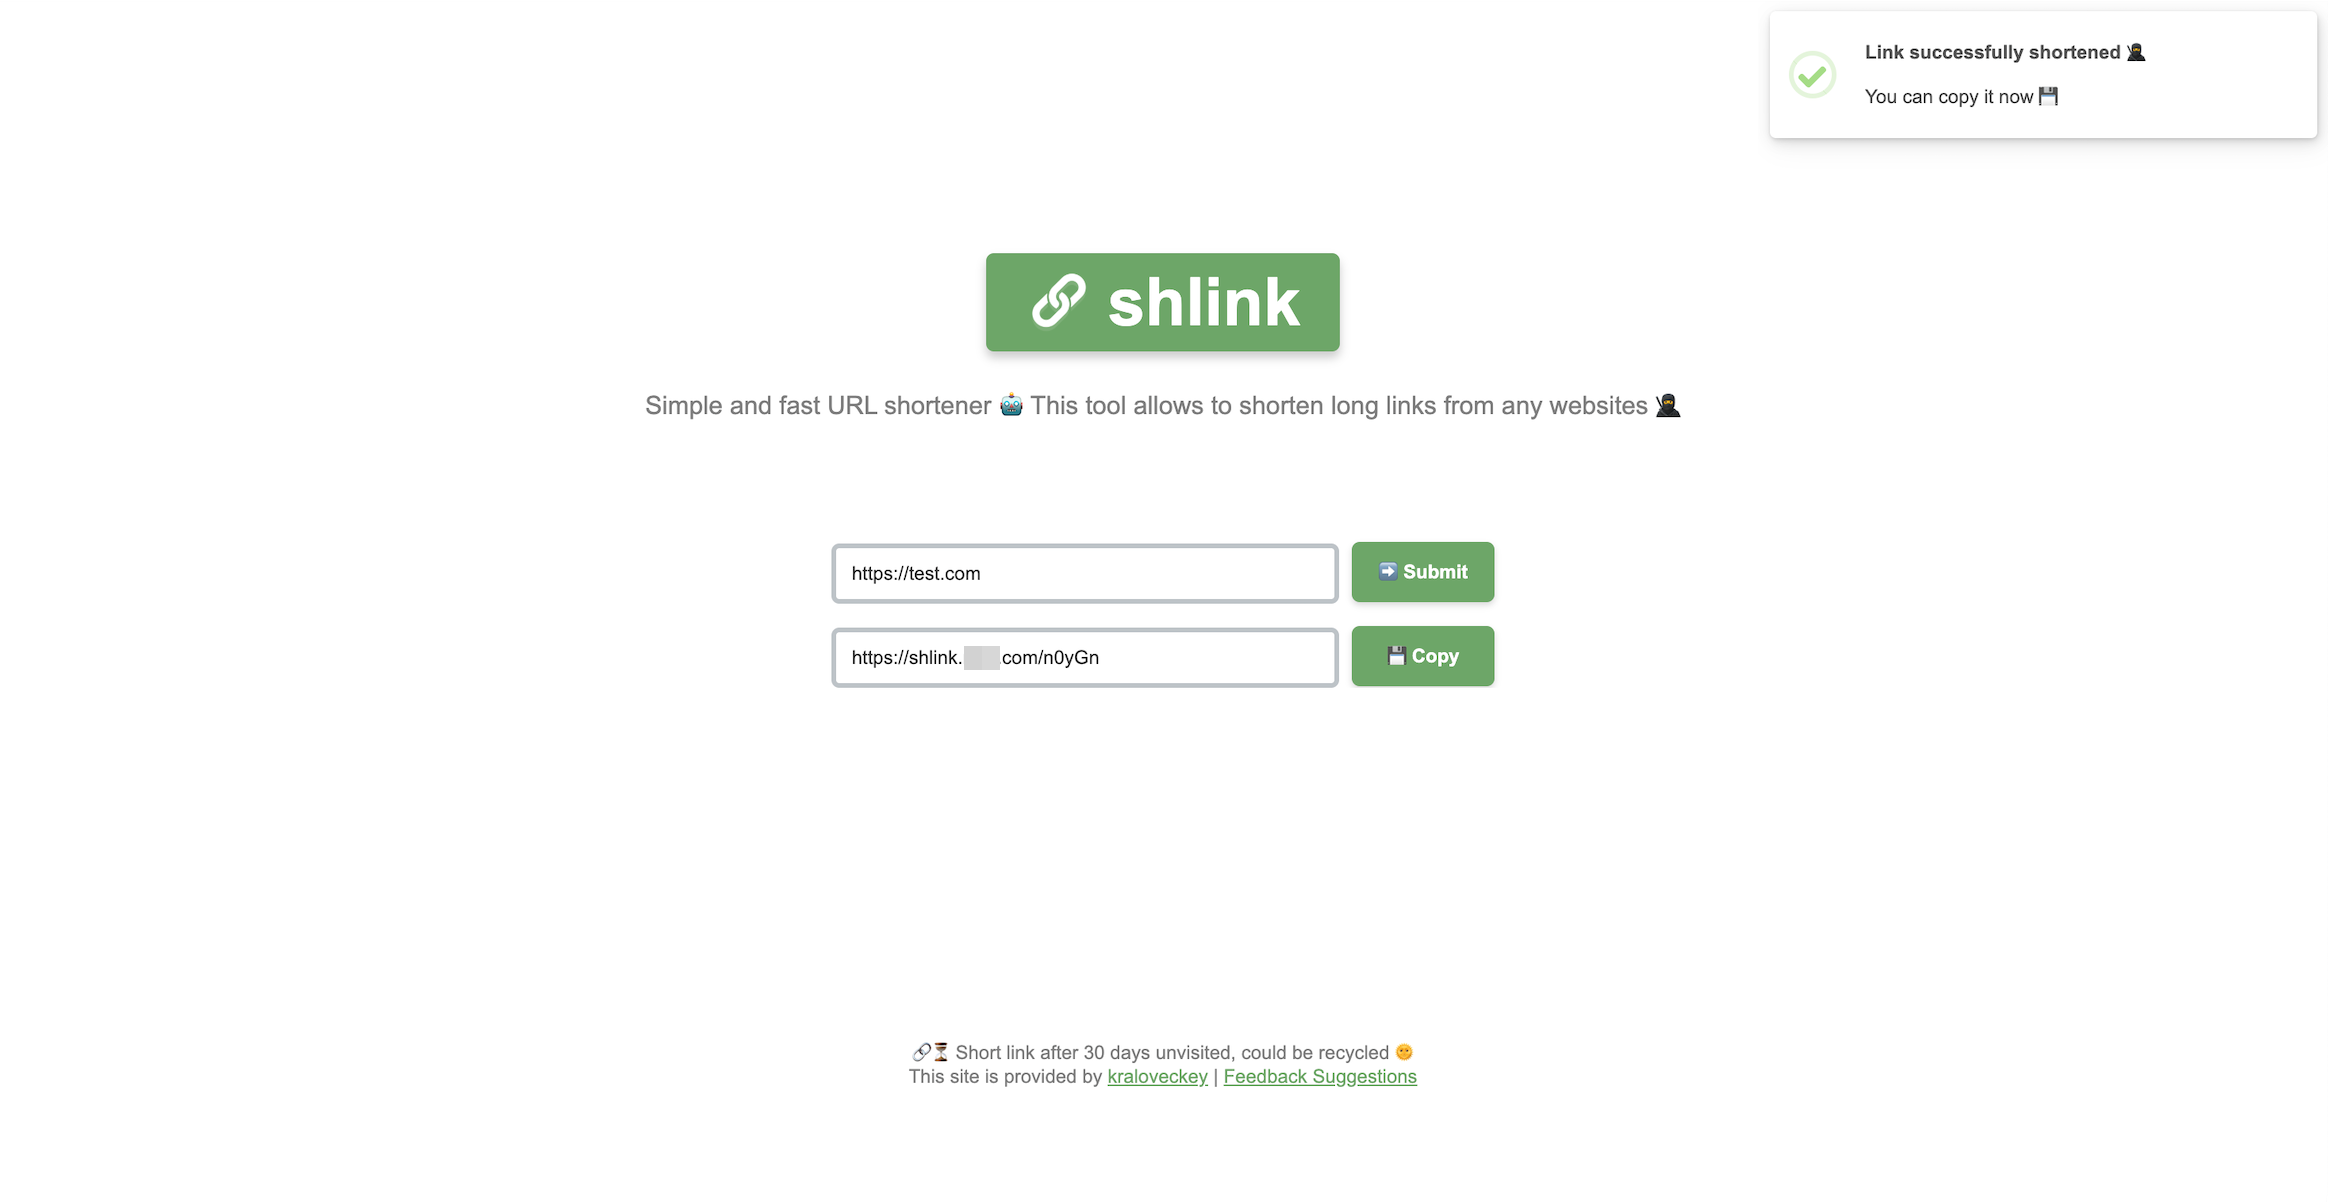 Link successfully shortened 🥷
You can copy it now 💾
🔗 shlink
Simple and fast URL shortener 🤖 This tool allows to shorten long links from any websites 🥷
https://test.com
➡️ Submit
https://shlink. .com/n0yGn
💾 Copy
🔗⏳ Short link after 30 days unvisited, could be recycled 🌞
This site is provided by kraloveckey | Feedback Suggestions